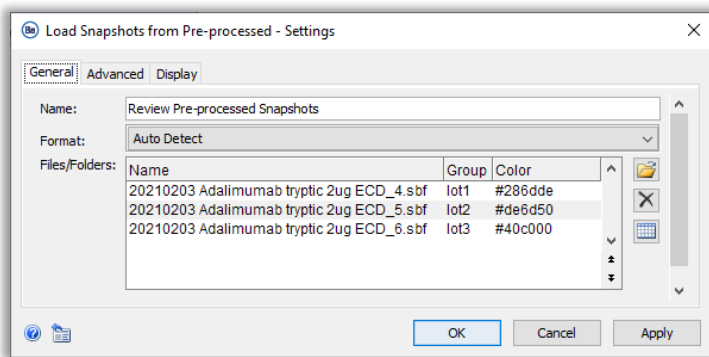 Be Load Snapshots from Pre-processed - Settings
General Advanced Display
Name: Review Pre-processed Snapshots
Format: Auto Detect
Files/Folders: Name Group Color
20210203 Adalimumab tryptic 2ug ECD_4.sbf lot1 #286dde
20210203 Adalimumab tryptic 2ug ECD_5.sbf lot2 #de6d50
20210203 Adalimumab tryptic 2ug ECD_6.sbf lot3 #40c000
OK Cancel Apply